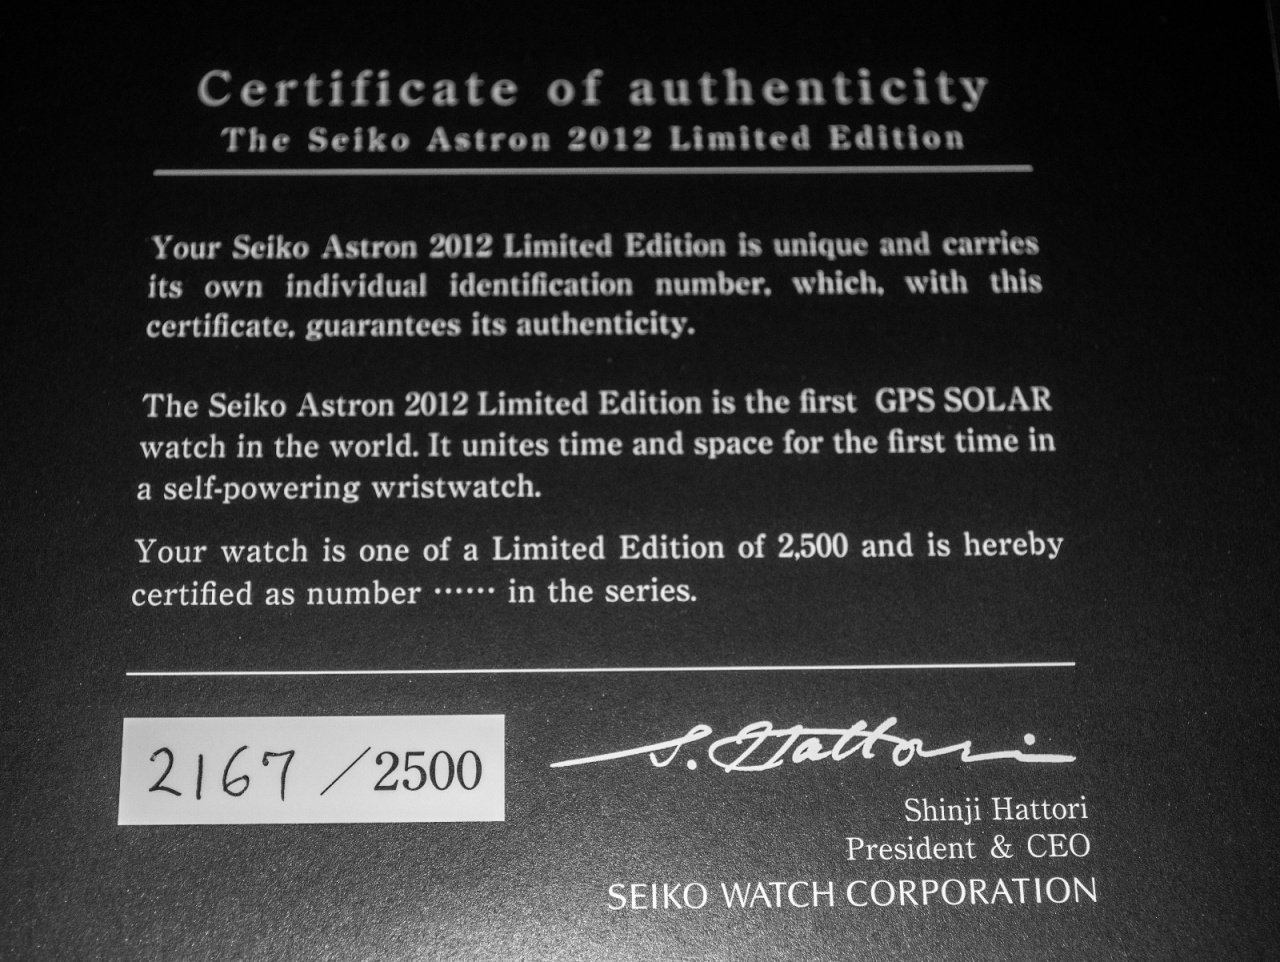 Certificate of authenticity
The Seiko Astron 2012 Limited Edition
Your Seiko Astron 2012 Limited Edition is unique and carries
its own individual identification number, which, with this
certificate, guarantees its authenticity.
The Seiko Astron 2012 Limited Edition is the first GPS SOLAR
watch in the world. It unites time and space for the first time in
a self-powering wristwatch.
Your watch is one of a Limited Edition of 2,500 and is hereby
certified as number ······ in the series.
2167 /2500
S. Hattori
Shinji Hattori
President & CEO
SEIKO WATCH CORPORATION